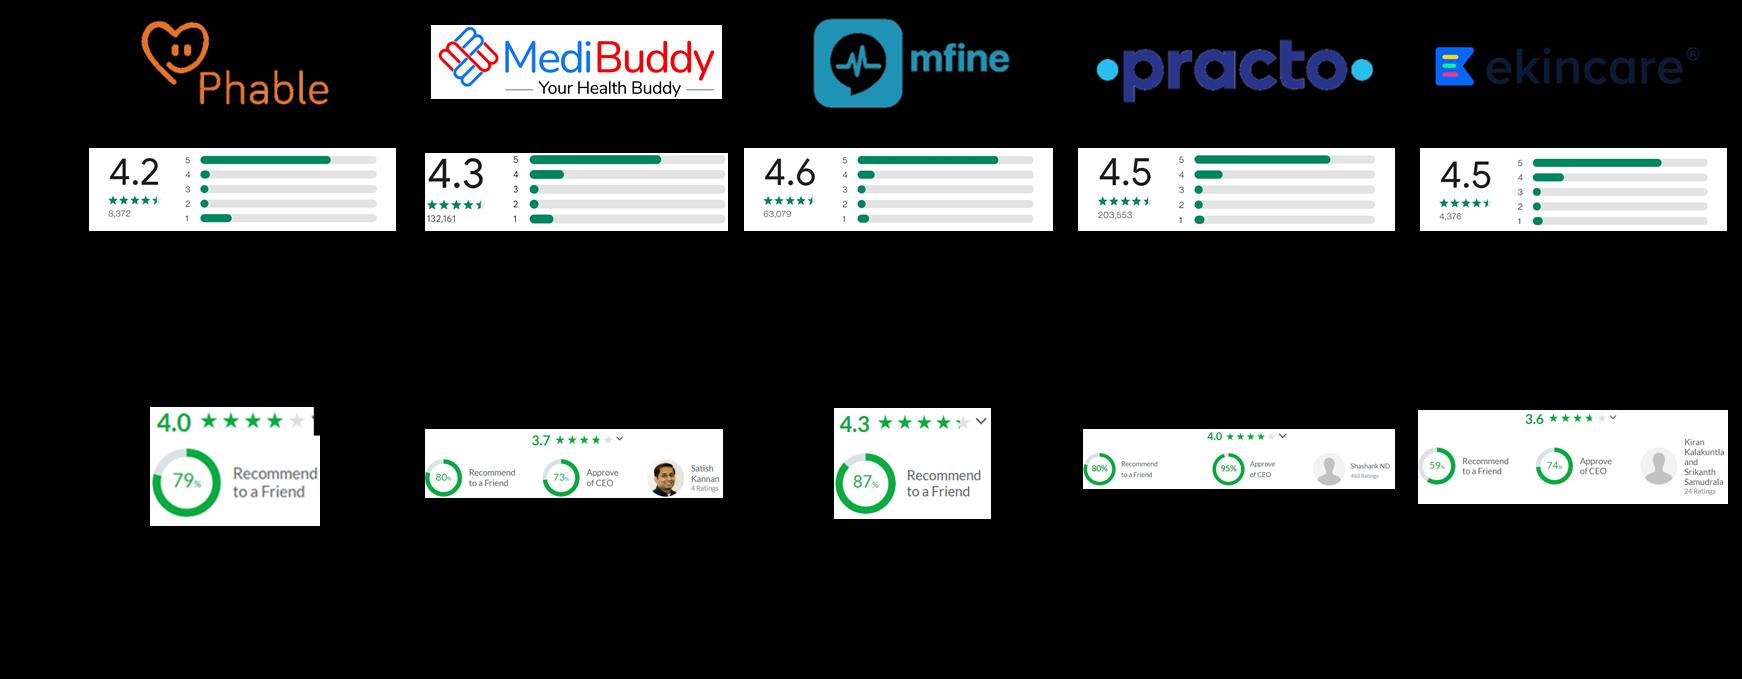 Phable
MediBuddy
Your Health Buddy
mfine
practo
ekincare®
4.2
8,372
5
4
3
2
1
4.3
132,161
5
4
3
2
1
4.6
63,079
5
4
3
2
1
4.5
203,553
5
4
3
2
1
4.5
4,376
5
4
3
2
1
4.0
79%
Recommend
to a Friend
3.7
80%
Recommend
to a Friend
73%
Approve
of CEO
Satish
Kannan
4 Ratings
4.3
87%
Recommend
to a Friend
4.0
80%
Recommend
to a Friend
95%
Approve
of CEO
Shashank ND
Ratings
3.6
59%
Recommend
to a Friend
74%
Approve
of CEO
Kiran
Kalakuntla
and
Srikanth
Samudrala
24 Ratings